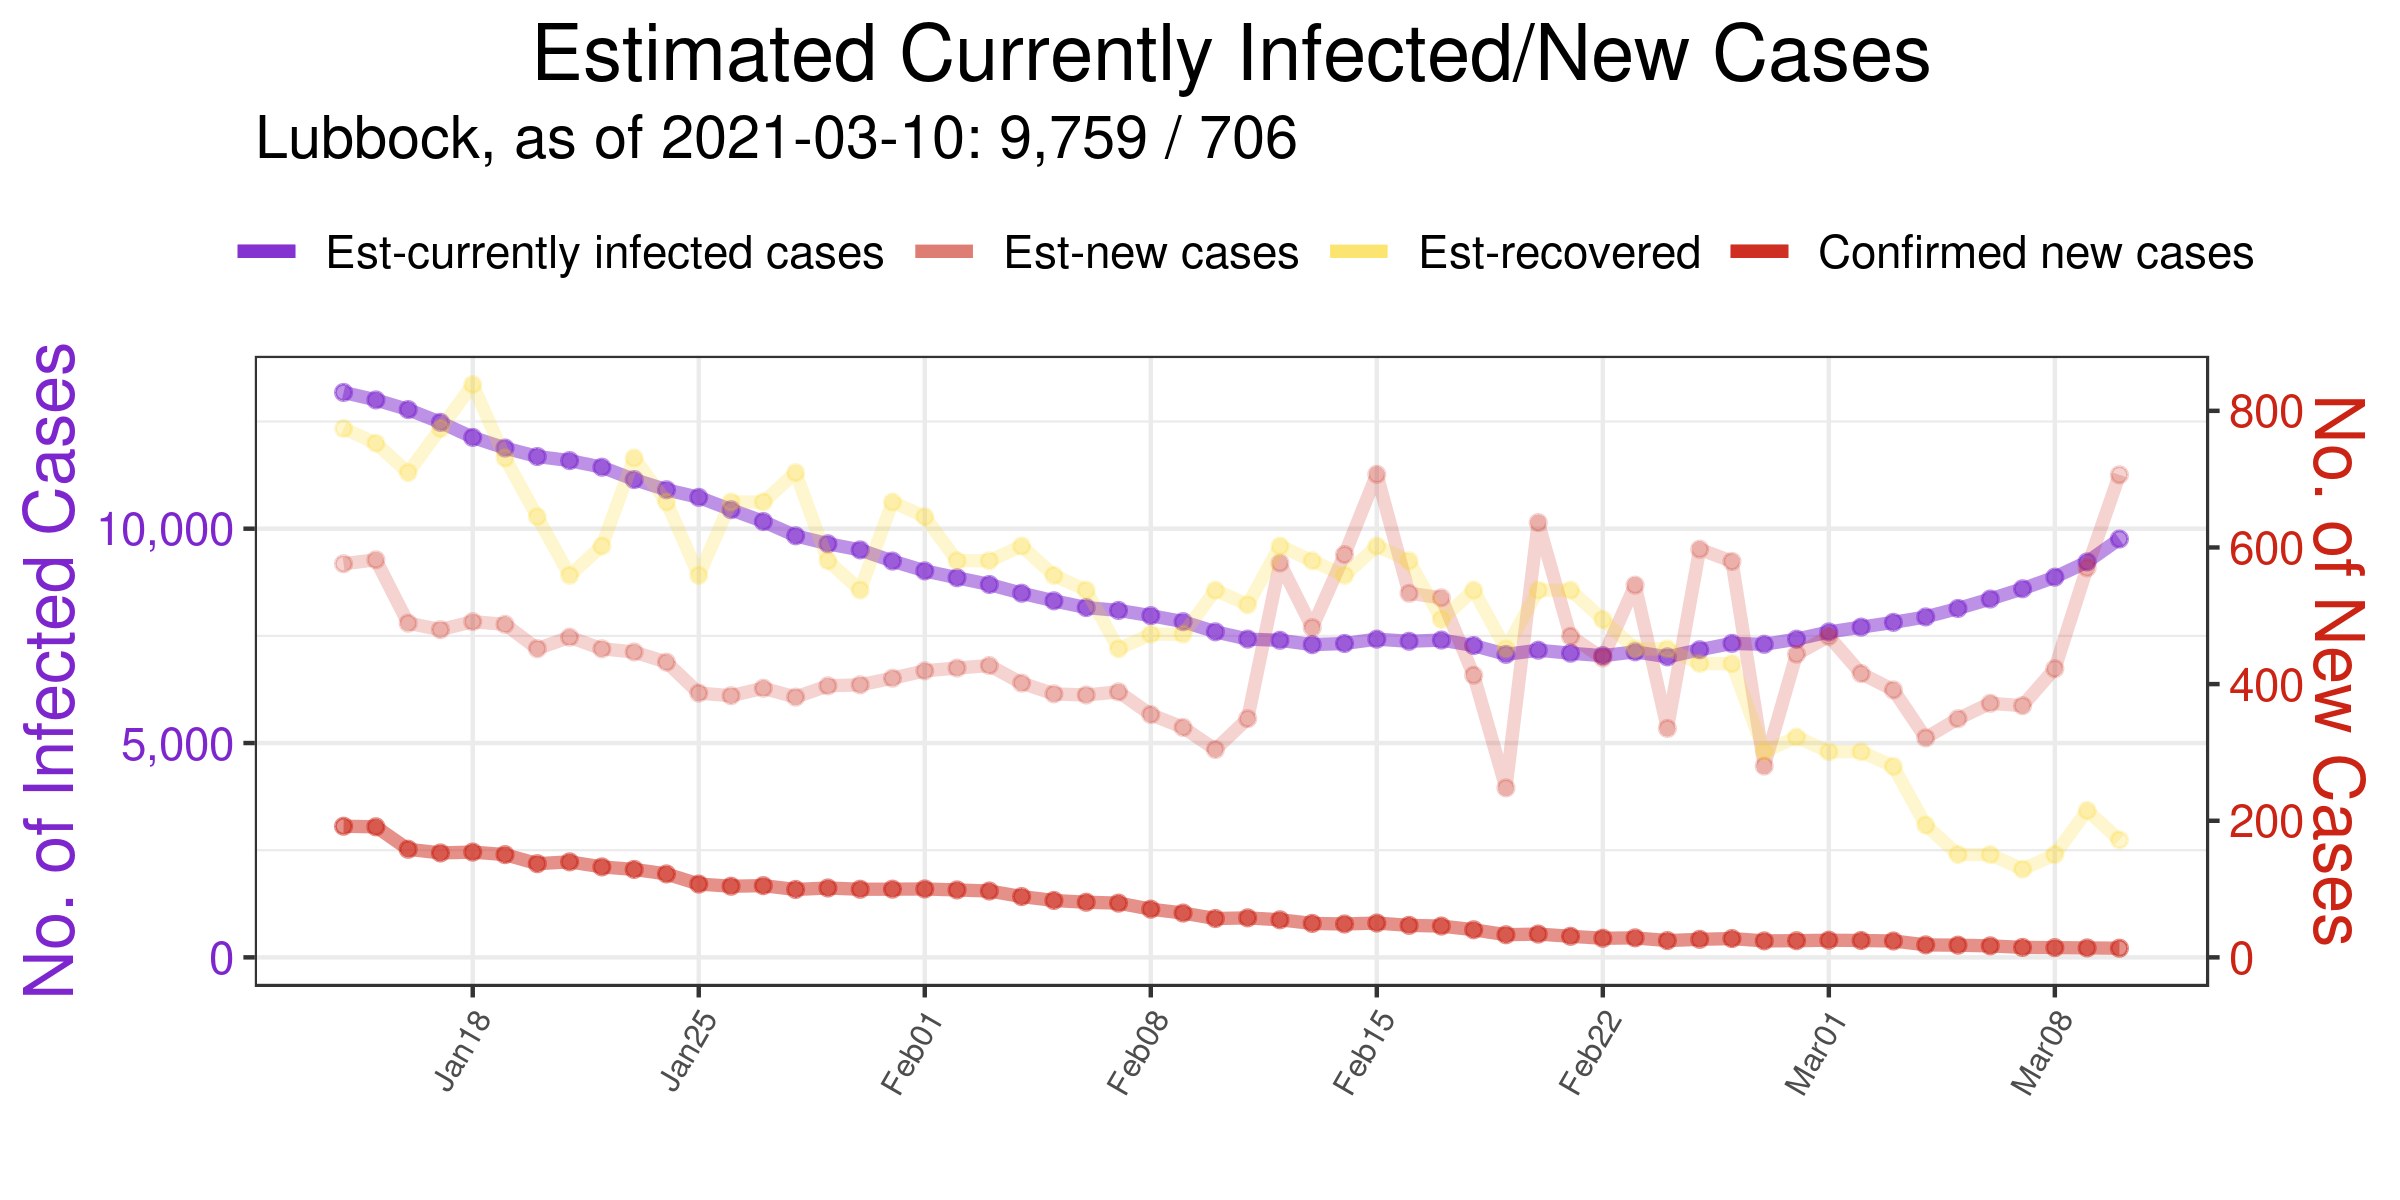 Estimated Currently Infected/New Cases
Lubbock, as of 2021-03-10: 9,759 / 706
Est-currently infected cases Est-new cases Est-recovered Confirmed new cases
No. of Infected Cases
10,000
5,000
0
800
600
400
200
0
No. of New Cases
Jan18 Jan25 Feb01 Feb08 Feb15 Feb22 Mar01 Mar08